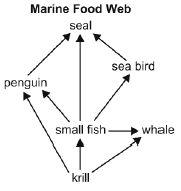 Marine Food Web
seal
sea bird
penguin
small fish
whale
krill